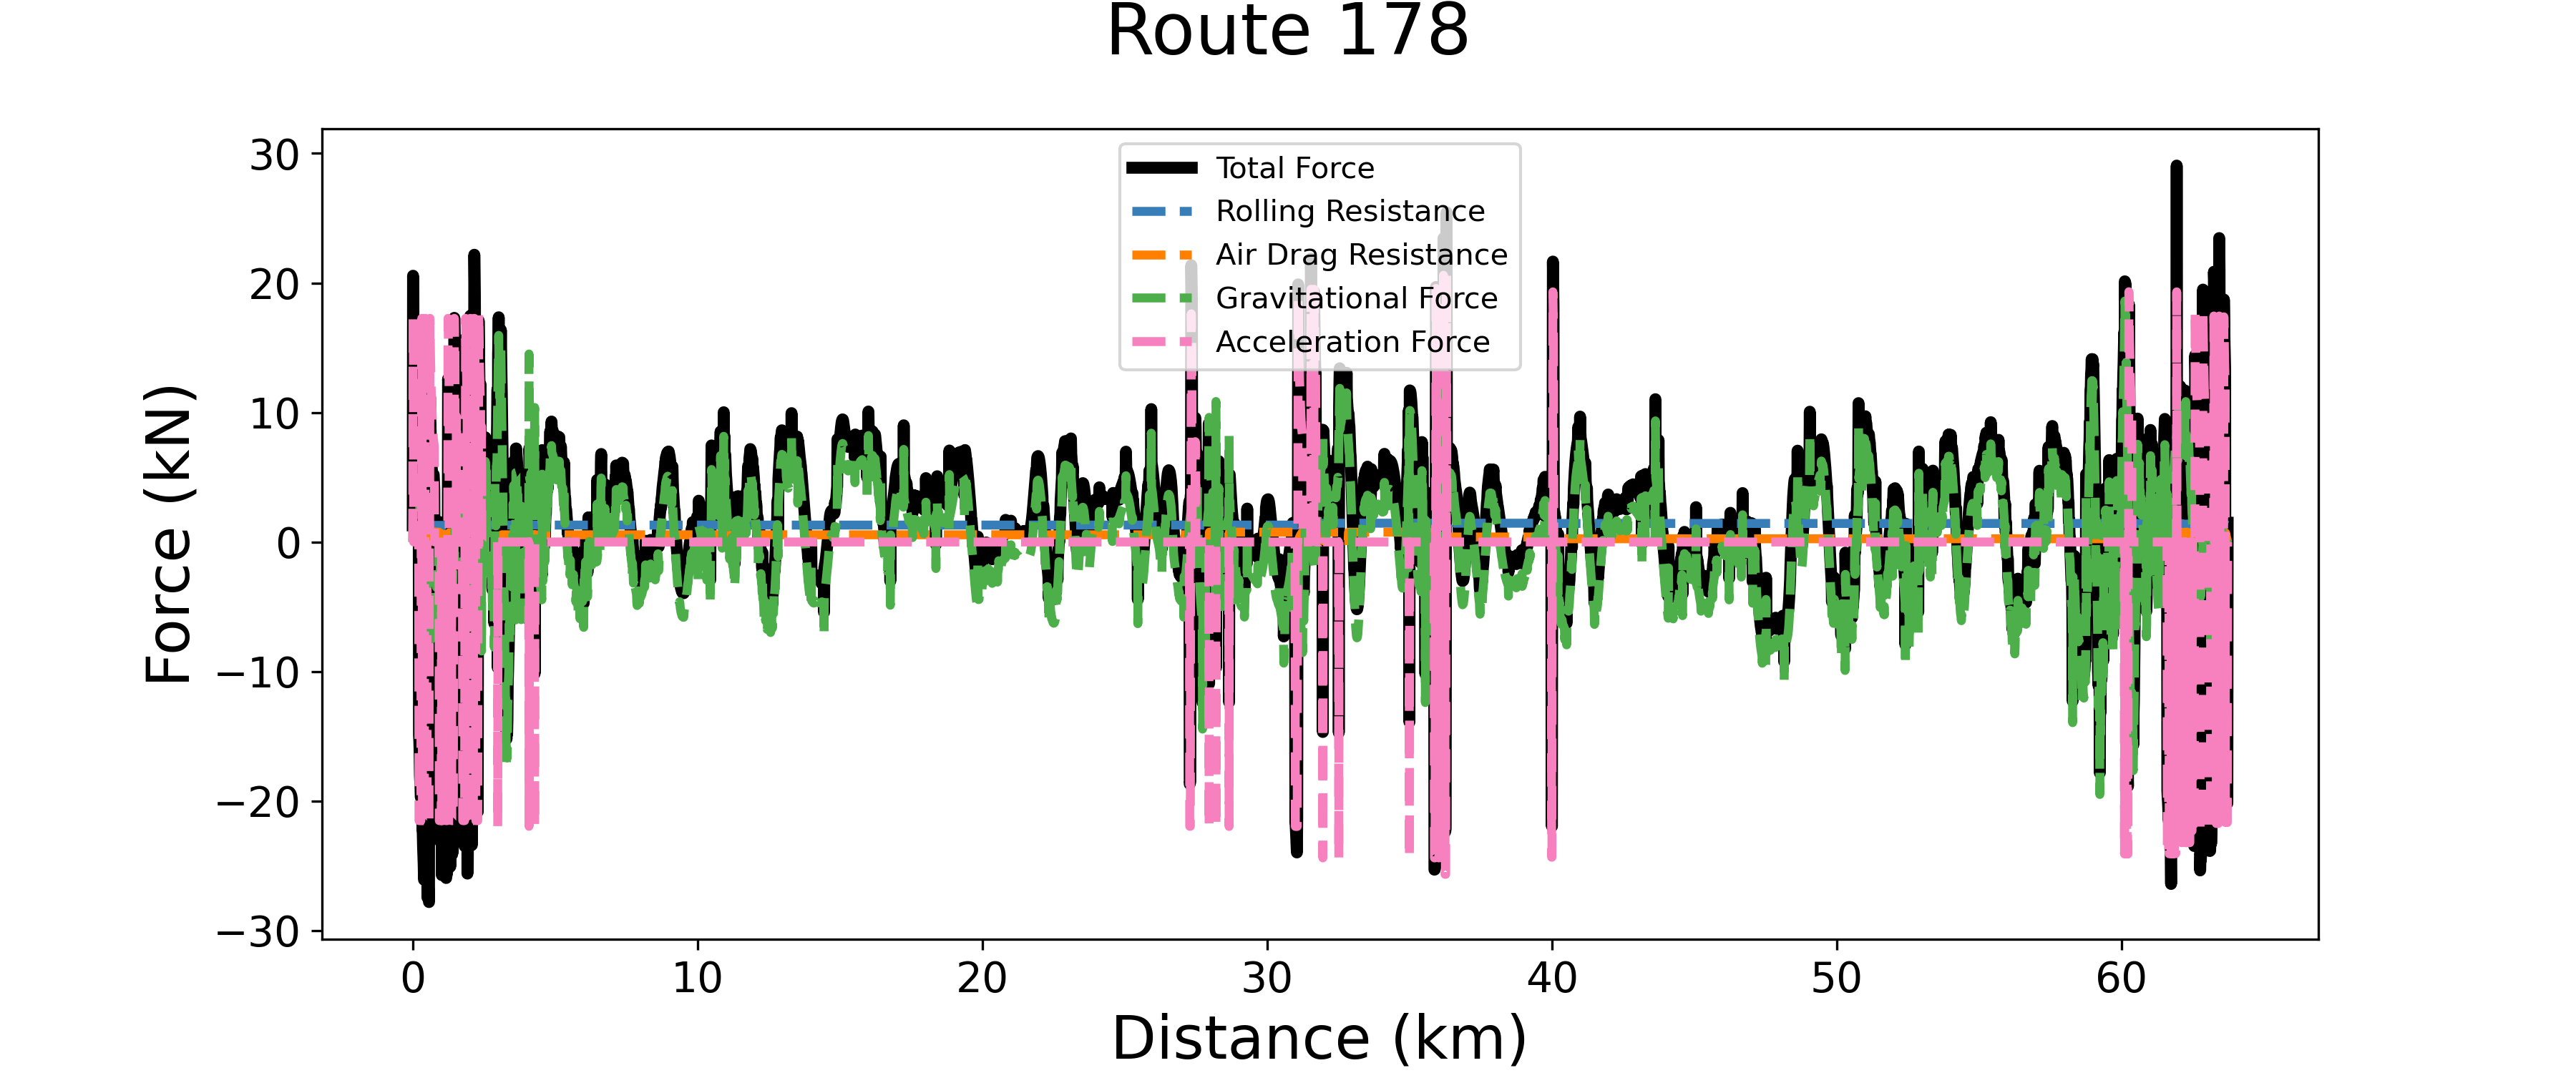 Route 178
Force (kN)
30
20
10
0
−10
−20
−30
Total Force
Rolling Resistance
Air Drag Resistance
Gravitational Force
Acceleration Force
0 10 20 30 40 50 60
Distance (km)